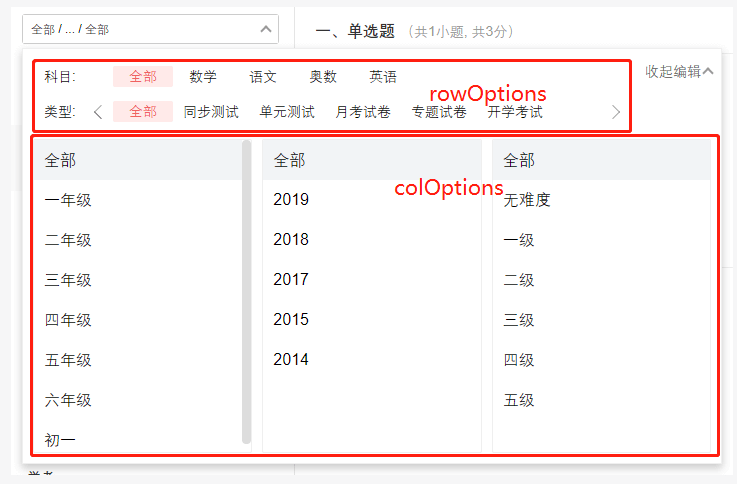 全部 / ... / 全部
一、单选题 （共1小题, 共3分）
科目: 全部 数学 语文 奥数 英语
收起编辑
rowOptions
类型: 全部 同步测试 单元测试 月考试卷 专题试卷 开学考试
全部 全部 全部
colOptions
一年级 2019 无难度
二年级 2018 一级
三年级 2017 二级
四年级 2015 三级
五年级 2014 四级
六年级 五级
初一